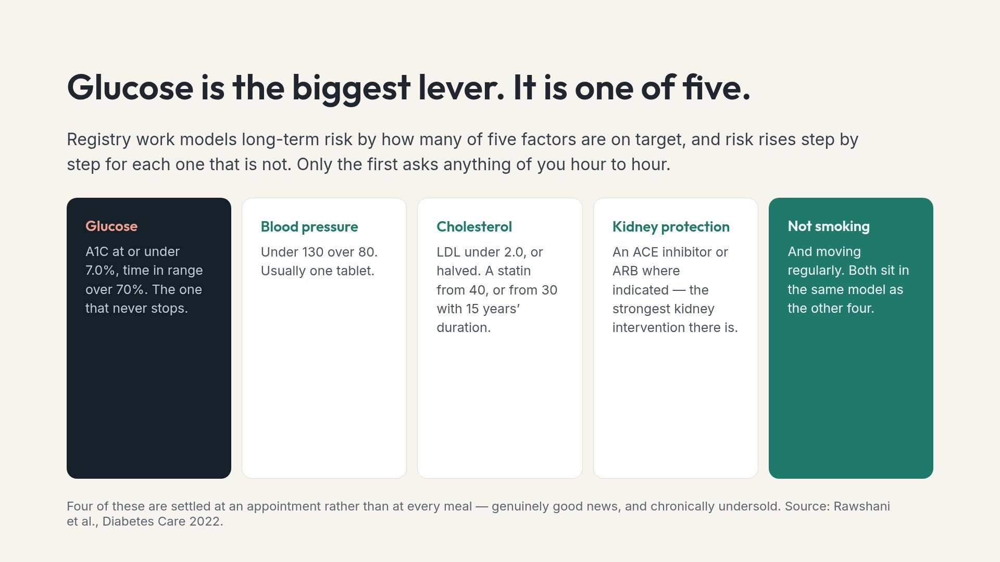 Glucose is the biggest lever. It is one of five.
Registry work models long-term risk by how many of five factors are on target, and risk rises step by
step for each one that is not. Only the first asks anything of you hour to hour.
Glucose
A1C at or under
7.0%, time in range
over 70%. The one
that never stops.
Blood pressure
Under 130 over 80.
Usually one tablet.
Cholesterol
LDL under 2.0, or
halved. A statin
from 40, or from 30
with 15 years’
duration.
Kidney protection
An ACE inhibitor or
ARB where
indicated — the
strongest kidney
intervention there is.
Not smoking
And moving
regularly. Both sit in
the same model as
the other four.
Four of these are settled at an appointment rather than at every meal — genuinely good news, and chronically undersold. Source: Rawshani
et al., Diabetes Care 2022.